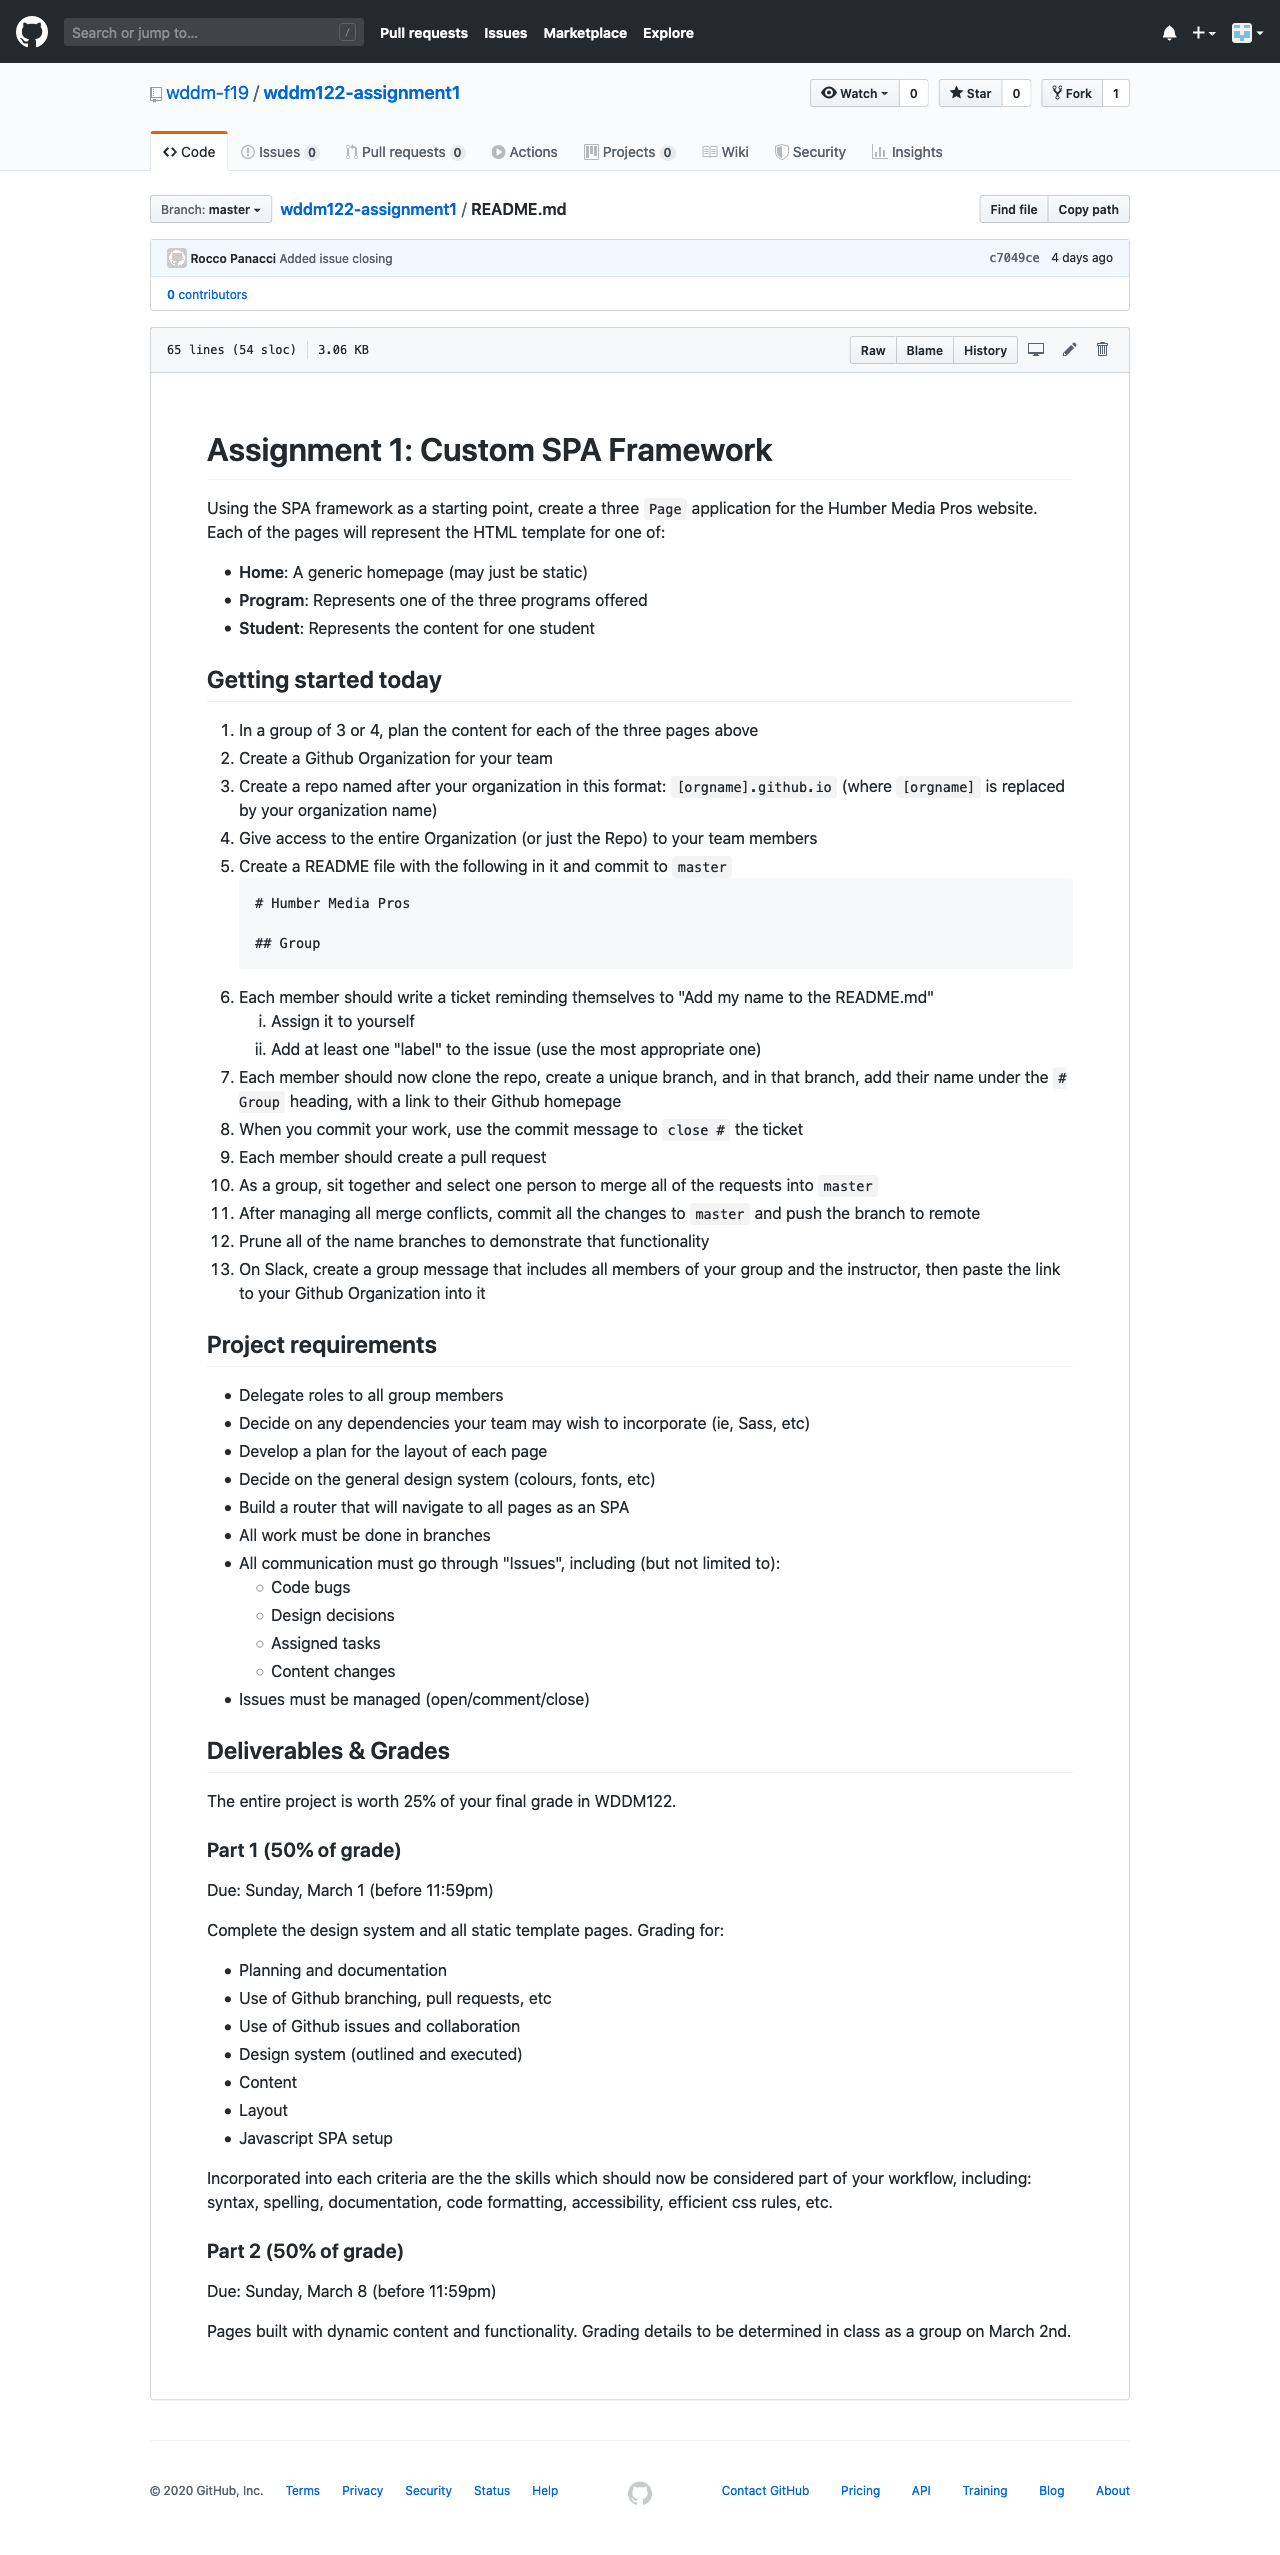 Search or jump to... / Pull requests Issues Marketplace Explore
wddm-f19 / wddm122-assignment1 Watch 0 Star 0 Fork 1
Code Issues 0 Pull requests 0 Actions Projects 0 Wiki Security Insights
Branch: master wddm122-assignment1 / README.md Find file Copy path
Rocco Panacci Added issue closing c7049ce 4 days ago
0 contributors
65 lines (54 sloc) 3.06 KB Raw Blame History
Assignment 1: Custom SPA Framework
Using the SPA framework as a starting point, create a three Page application for the Humber Media Pros website.
Each of the pages will represent the HTML template for one of:
• Home: A generic homepage (may just be static)
• Program: Represents one of the three programs offered
• Student: Represents the content for one student
Getting started today
1. In a group of 3 or 4, plan the content for each of the three pages above
2. Create a Github Organization for your team
3. Create a repo named after your organization in this format: [orgname].github.io (where [orgname] is replaced
by your organization name)
4. Give access to the entire Organization (or just the Repo) to your team members
5. Create a README file with the following in it and commit to master
# Humber Media Pros
## Group
6. Each member should write a ticket reminding themselves to "Add my name to the README.md"
i. Assign it to yourself
ii. Add at least one "label" to the issue (use the most appropriate one)
7. Each member should now clone the repo, create a unique branch, and in that branch, add their name under the #
Group heading, with a link to their Github homepage
8. When you commit your work, use the commit message to close # the ticket
9. Each member should create a pull request
10. As a group, sit together and select one person to merge all of the requests into master
11. After managing all merge conflicts, commit all the changes to master and push the branch to remote
12. Prune all of the name branches to demonstrate that functionality
13. On Slack, create a group message that includes all members of your group and the instructor, then paste the link
to your Github Organization into it
Project requirements
• Delegate roles to all group members
• Decide on any dependencies your team may wish to incorporate (ie, Sass, etc)
• Develop a plan for the layout of each page
• Decide on the general design system (colours, fonts, etc)
• Build a router that will navigate to all pages as an SPA
• All work must be done in branches
• All communication must go through "Issues", including (but not limited to):
○ Code bugs
○ Design decisions
○ Assigned tasks
○ Content changes
• Issues must be managed (open/comment/close)
Deliverables & Grades
The entire project is worth 25% of your final grade in WDDM122.
Part 1 (50% of grade)
Due: Sunday, March 1 (before 11:59pm)
Complete the design system and all static template pages. Grading for:
• Planning and documentation
• Use of Github branching, pull requests, etc
• Use of Github issues and collaboration
• Design system (outlined and executed)
• Content
• Layout
• Javascript SPA setup
Incorporated into each criteria are the the skills which should now be considered part of your workflow, including:
syntax, spelling, documentation, code formatting, accessibility, efficient css rules, etc.
Part 2 (50% of grade)
Due: Sunday, March 8 (before 11:59pm)
Pages built with dynamic content and functionality. Grading details to be determined in class as a group on March 2nd.
© 2020 GitHub, Inc. Terms Privacy Security Status Help Contact GitHub Pricing API Training Blog About